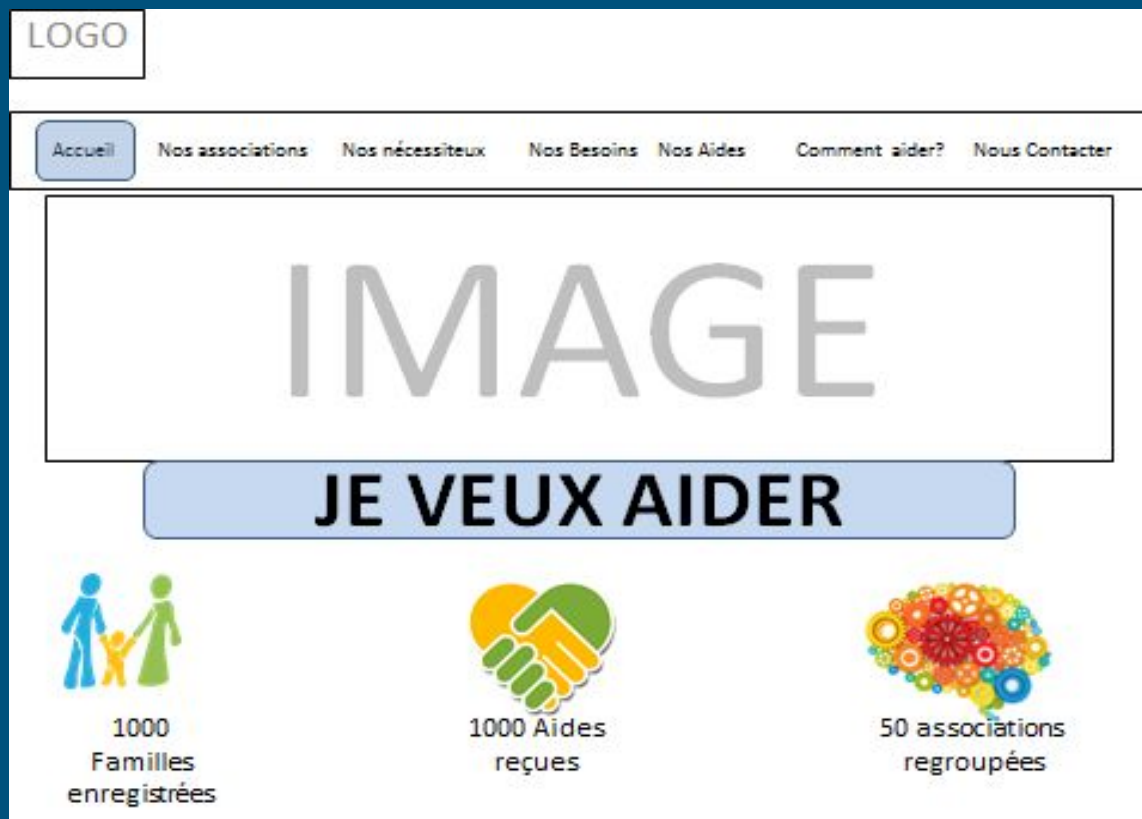 LOGO
Accueil Nos associations Nos nécessiteux Nos Besoins Nos Aides Comment aider? Nous Contacter
IMAGE
JE VEUX AIDER
1000
Familles
enregistrées
1000 Aides
reçues
50 associations
regroupées